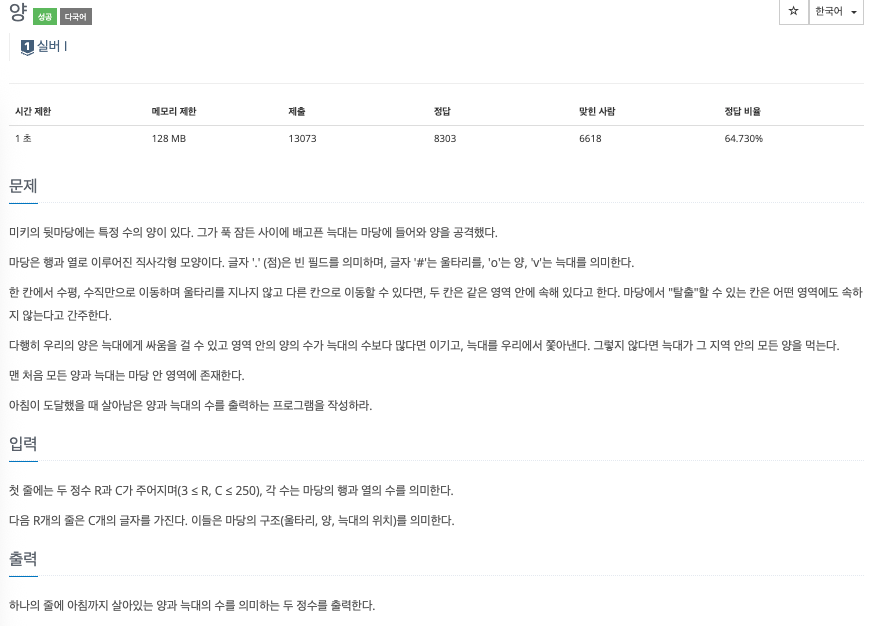 양 성공 다국어
☆ 한국어
1 실버 I
시간 제한 메모리 제한 제출 정답 맞힌 사람 정답 비율
1 초 128 MB 13073 8303 6618 64.730%
문제
미키의 뒷마당에는 특정 수의 양이 있다. 그가 푹 잠든 사이에 배고픈 늑대는 마당에 들어와 양을 공격했다.
마당은 행과 열로 이루어진 직사각형 모양이다. 글자 '.' (점)은 빈 필드를 의미하며, 글자 '#'는 울타리를, 'o'는 양, 'v'는 늑대를 의미한다.
한 칸에서 수평, 수직만으로 이동하며 울타리를 지나지 않고 다른 칸으로 이동할 수 있다면, 두 칸은 같은 영역 안에 속해 있다고 한다. 마당에서 "탈출"할 수 있는 칸은 어떤 영역에도 속하
지 않는다고 간주한다.
다행히 우리의 양은 늑대에게 싸움을 걸 수 있고 영역 안의 양의 수가 늑대의 수보다 많다면 이기고, 늑대를 우리에서 쫓아낸다. 그렇지 않다면 늑대가 그 지역 안의 모든 양을 먹는다.
맨 처음 모든 양과 늑대는 마당 안 영역에 존재한다.
아침이 도달했을 때 살아남은 양과 늑대의 수를 출력하는 프로그램을 작성하라.
입력
첫 줄에는 두 정수 R과 C가 주어지며(3 ≤ R, C ≤ 250), 각 수는 마당의 행과 열의 수를 의미한다.
다음 R개의 줄은 C개의 글자를 가진다. 이들은 마당의 구조(울타리, 양, 늑대의 위치)를 의미한다.
출력
하나의 줄에 아침까지 살아있는 양과 늑대의 수를 의미하는 두 정수를 출력한다.